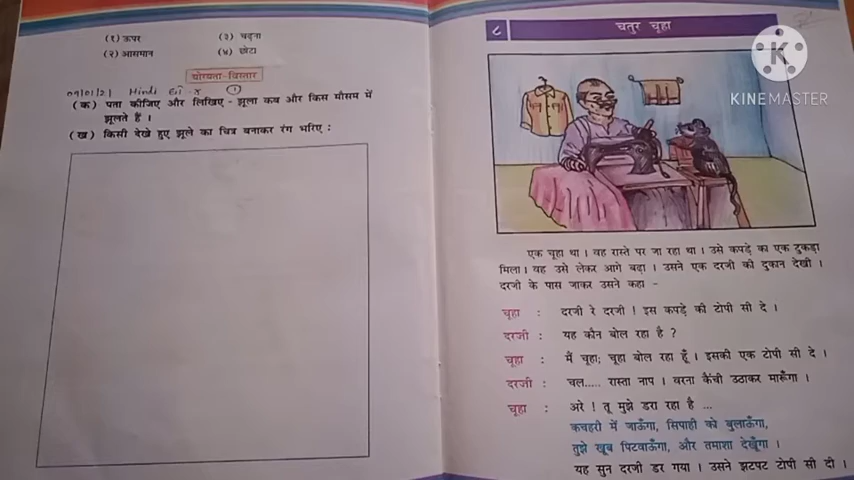 (१) ऊपर (३) चढ़ना
(२) आसमान (४) छोटा
योग्यता-विस्तार
09/01/21 Hindi
(क) पता कीजिए और लिखिए - झूला कब और किस मौसम में
झूलते हैं ।
(ख) किसी देखे हुए झूले का चित्र बनाकर रंग भरिए :
८ चतुर चूहा
KINEMASTER
एक चूहा था । वह रास्ते पर जा रहा था । उसे कपड़े का एक टुकड़ा
मिला । वह उसे लेकर आगे बढ़ा । उसने एक दरजी की दुकान देखी ।
दरजी के पास जाकर उसने कहा -
चूहा : दरजी रे दरजी ! इस कपड़े की टोपी सी दे ।
दरजी : यह कौन बोल रहा है ?
चूहा : मैं चूहा; चूहा बोल रहा हूँ । इसकी एक टोपी सी दे ।
दरजी : चल..... रास्ता नाप । वरना कैंची उठाकर मारूँगा ।
चूहा : अरे ! तू मुझे डरा रहा है ...
कचहरी में जाऊँगा, सिपाही को बुलाऊँगा,
तुझे खूब पिटवाऊँगा, और तमाशा देखूँगा ।
यह सुन दरजी डर गया । उसने झटपट टोपी सी दी ।